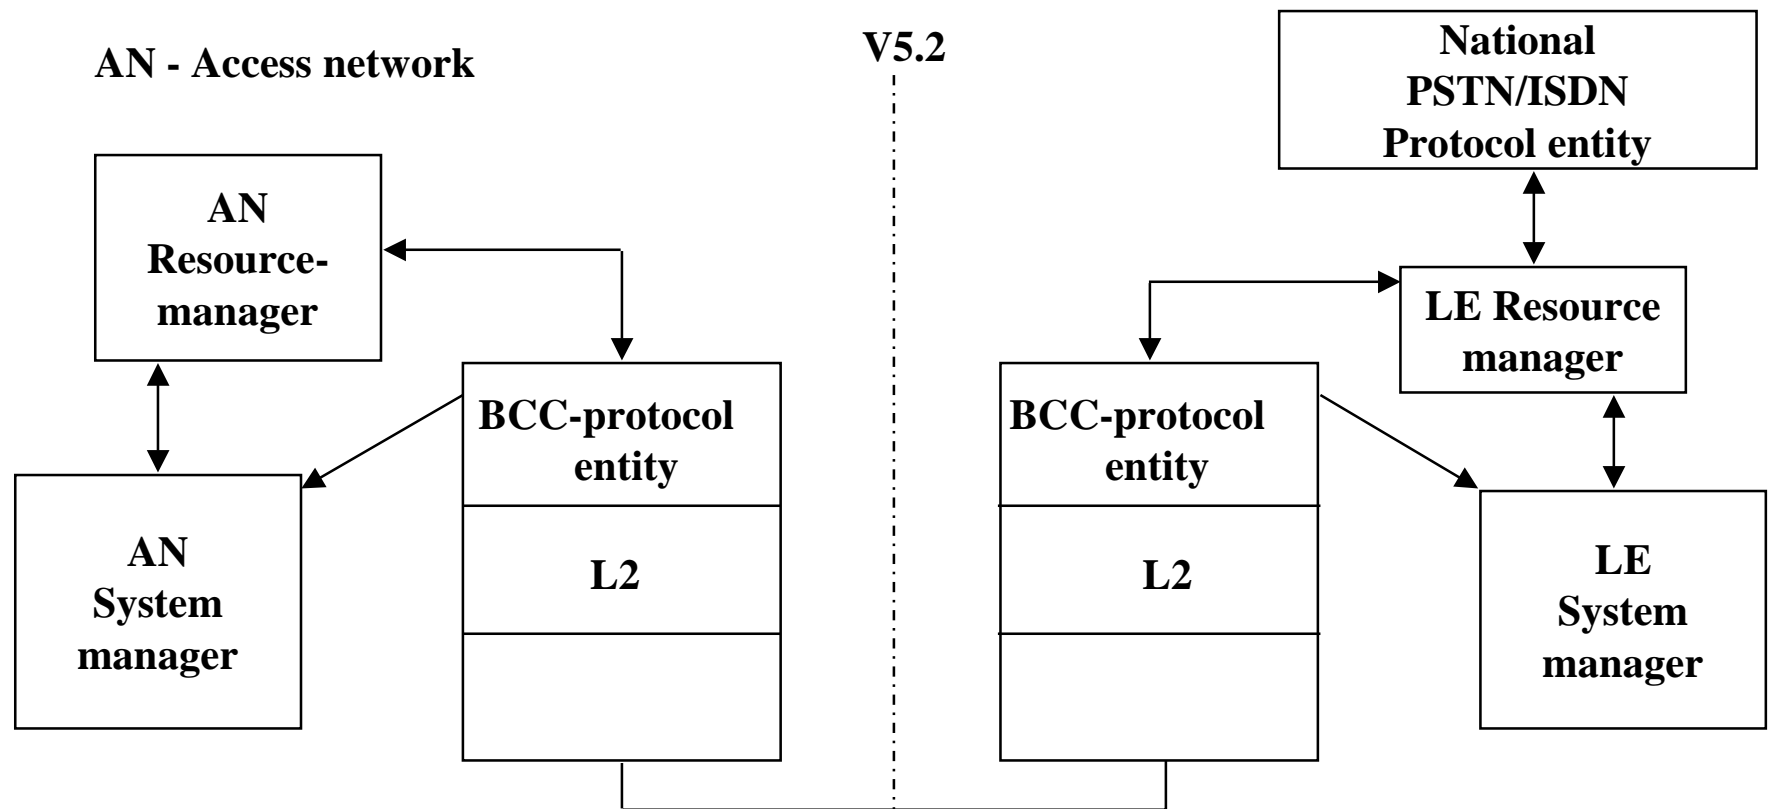 AN - Access network
V5.2
National
PSTN/ISDN
Protocol entity
AN
Resource-
manager
LE Resource
manager
BCC-protocol
entity
BCC-protocol
entity
AN
System
manager
L2
L2
LE
System
manager